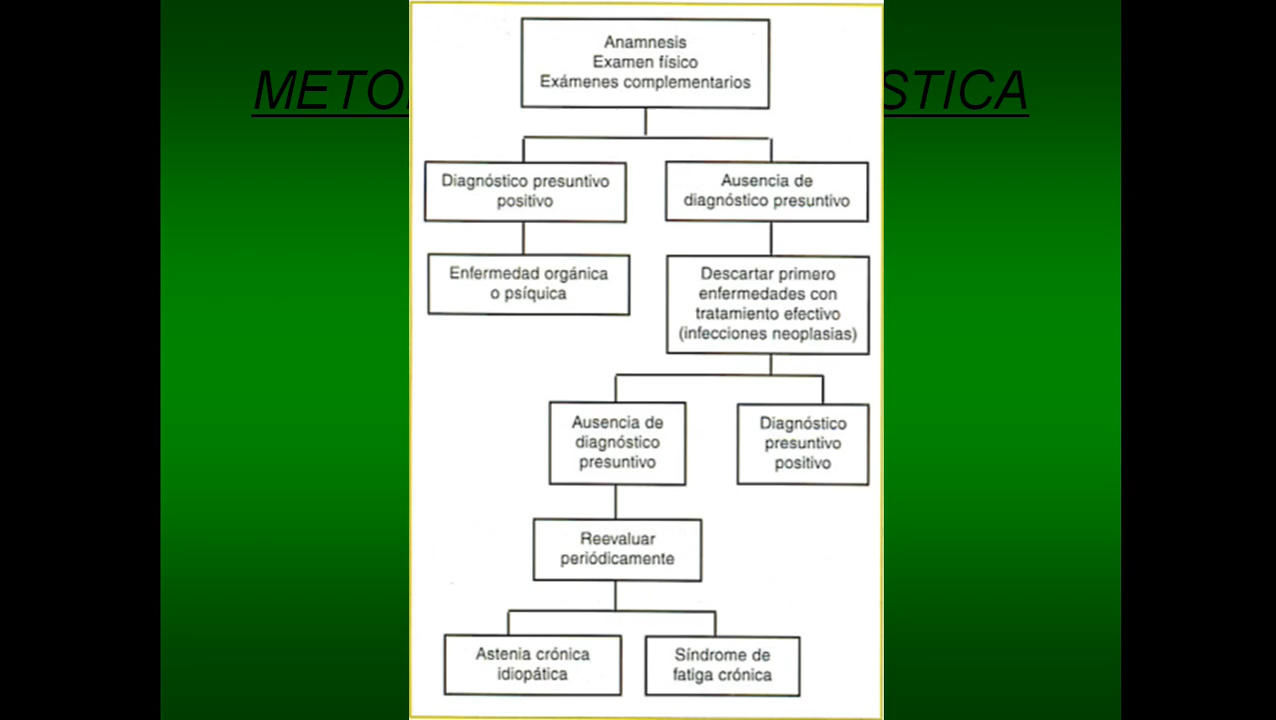 Anamnesis
Examen físico
Exámenes complementarios
Diagnóstico presuntivo
positivo
Ausencia de
diagnóstico presuntivo
Enfermedad orgánica
o psíquica
Descartar primero
enfermedades con
tratamiento efectivo
(infecciones neoplasias)
Ausencia de
diagnóstico
presuntivo
Diagnóstico
presuntivo
positivo
Reevaluar
periódicamente
Astenia crónica
idiopática
Síndrome de
fatiga crónica